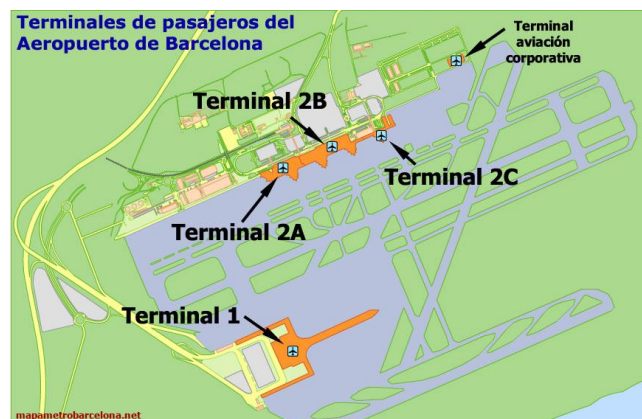 Terminales de pasajeros del
Aeropuerto de Barcelona
Terminal
aviación
corporativa
Terminal 2B
Terminal 2C
Terminal 2A
Terminal 1
mapametrobarcelona.net